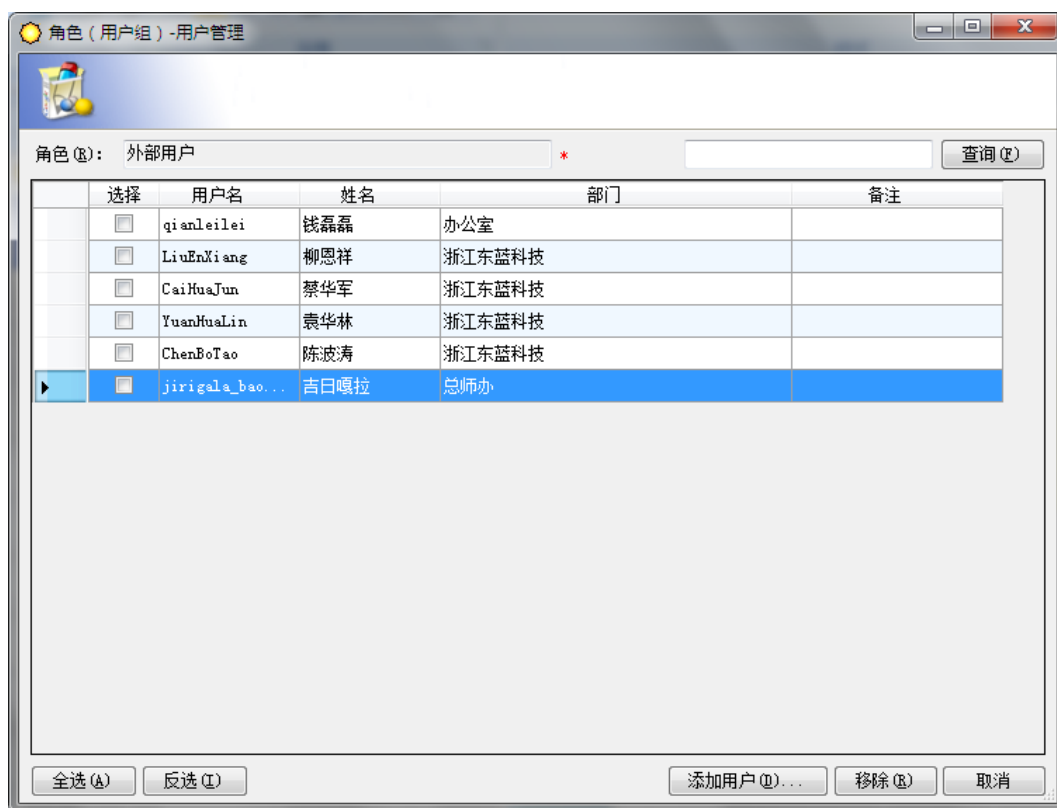 角色（用户组）-用户管理
角色(R)： 外部用户 * 查询(F)
选择 用户名 姓名 部门 备注
qianleilei 钱磊磊 办公室
LiuEnXiang 柳恩祥 浙江东蓝科技
CaiHuaJun 蔡华军 浙江东蓝科技
YuanHuaLin 袁华林 浙江东蓝科技
ChenBoTao 陈波涛 浙江东蓝科技
jirigala_bao... 吉日嘎拉 总师办
全选(A) 反选(I) 添加用户(D)... 移除(R) 取消